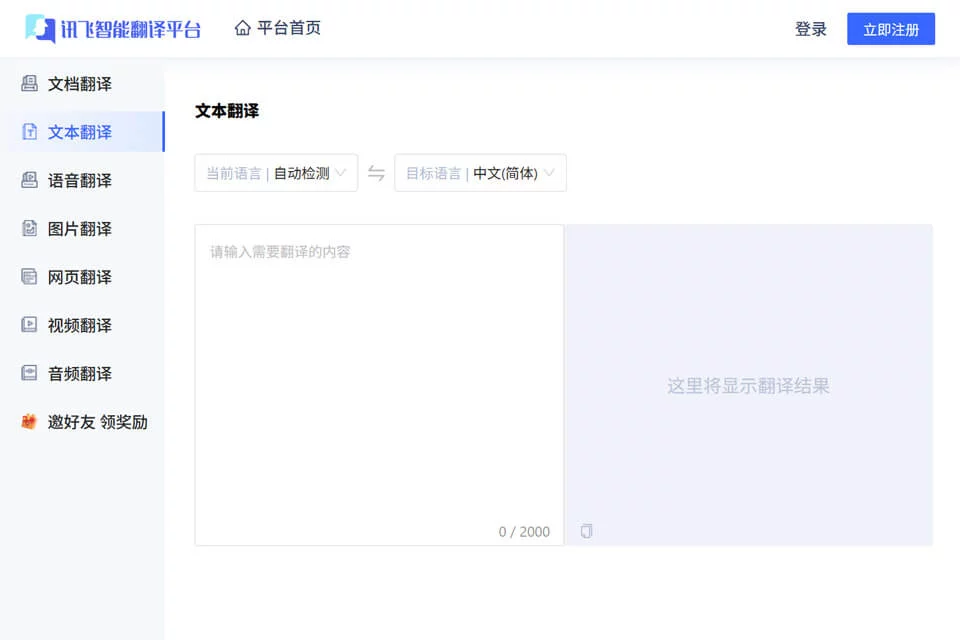 讯飞智能翻译平台
平台首页
登录
立即注册
文档翻译
文本翻译
语音翻译
图片翻译
网页翻译
视频翻译
音频翻译
邀好友 领奖励
文本翻译
当前语言 | 自动检测
目标语言 | 中文(简体)
请输入需要翻译的内容
0 / 2000
这里将显示翻译结果